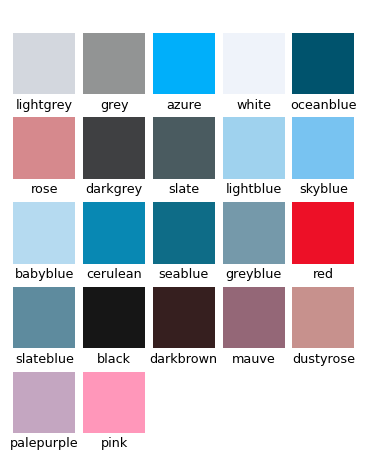 lightgrey grey azure white oceanblue
rose darkgrey slate lightblue skyblue
babyblue cerulean seablue greyblue red
slateblue black darkbrown mauve dustyrose
palepurple pink